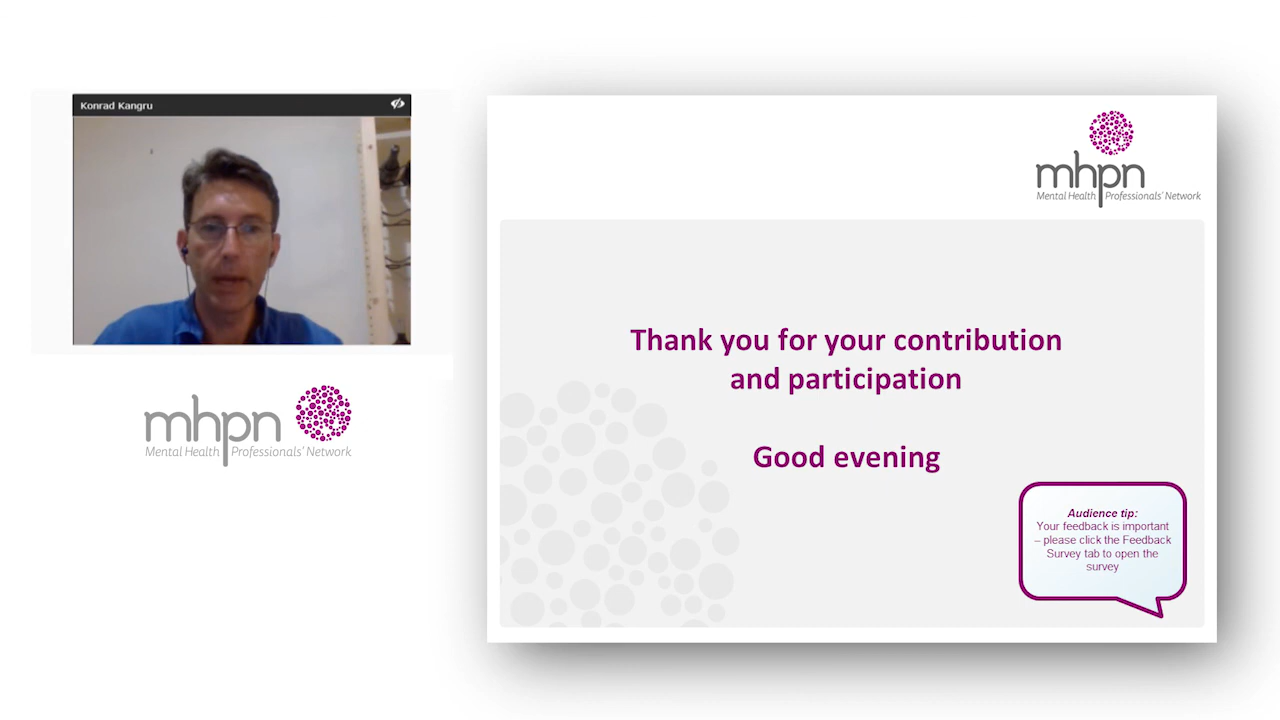 Konrad Kangru
mhpn
Mental Health Professionals' Network
mhpn
Mental Health Professionals' Network
Thank you for your contribution
and participation
Good evening
Audience tip:
Your feedback is important
– please click the Feedback
Survey tab to open the
survey